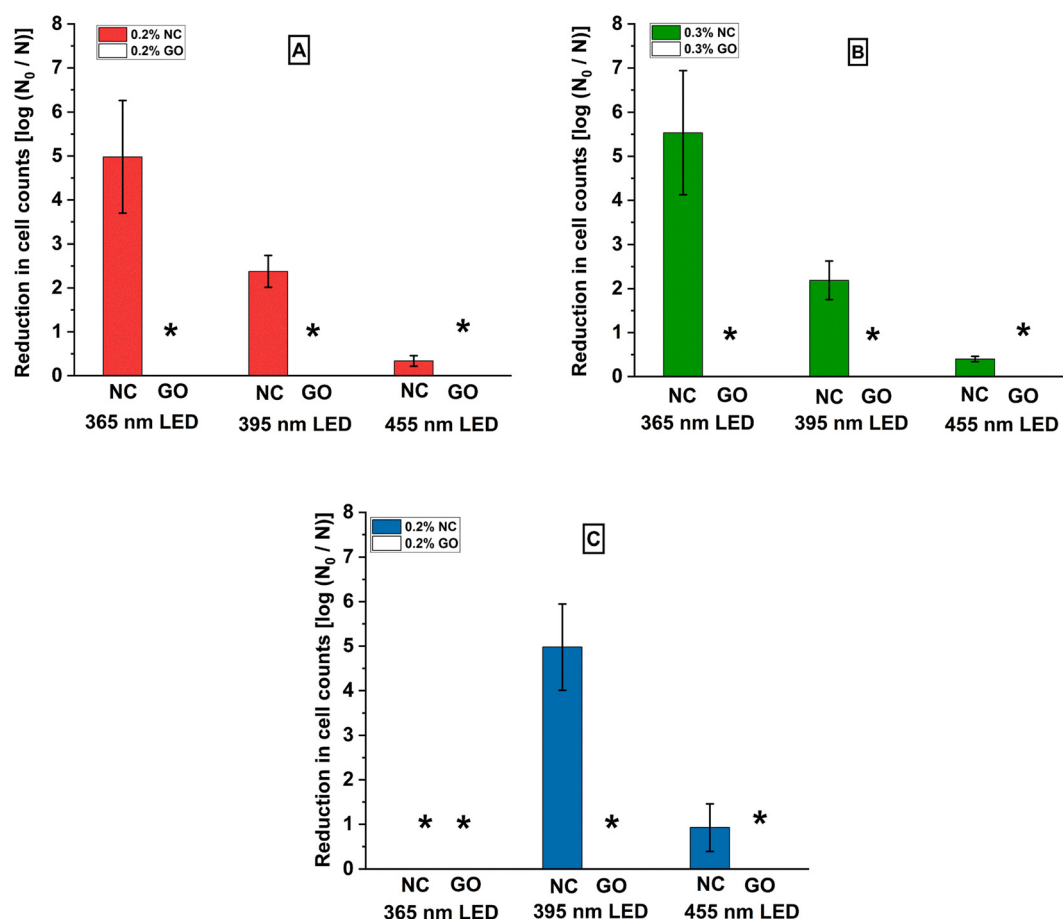 Reduction in cell counts [log (N₀ / N)]
8
7
6
5
4
3
2
1
0
0.2% NC
0.2% GO
A
* * *
NC GO NC GO NC GO
365 nm LED 395 nm LED 455 nm LED
Reduction in cell counts [log (N₀ / N)]
8
7
6
5
4
3
2
1
0
0.3% NC
0.3% GO
B
* * *
NC GO NC GO NC GO
365 nm LED 395 nm LED 455 nm LED
Reduction in cell counts [log (N₀ / N)]
8
7
6
5
4
3
2
1
0
0.2% NC
0.2% GO
C
* * * *
NC GO NC GO NC GO
365 nm LED 395 nm LED 455 nm LED